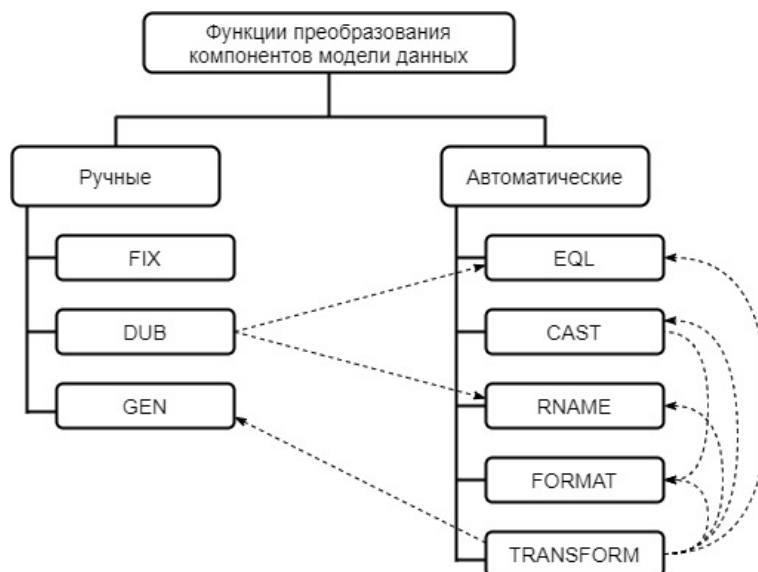 Функции преобразования
компонентов модели данных
Ручные
Автоматические
FIX
EQL
DUB
CAST
GEN
RNAME
FORMAT
TRANSFORM